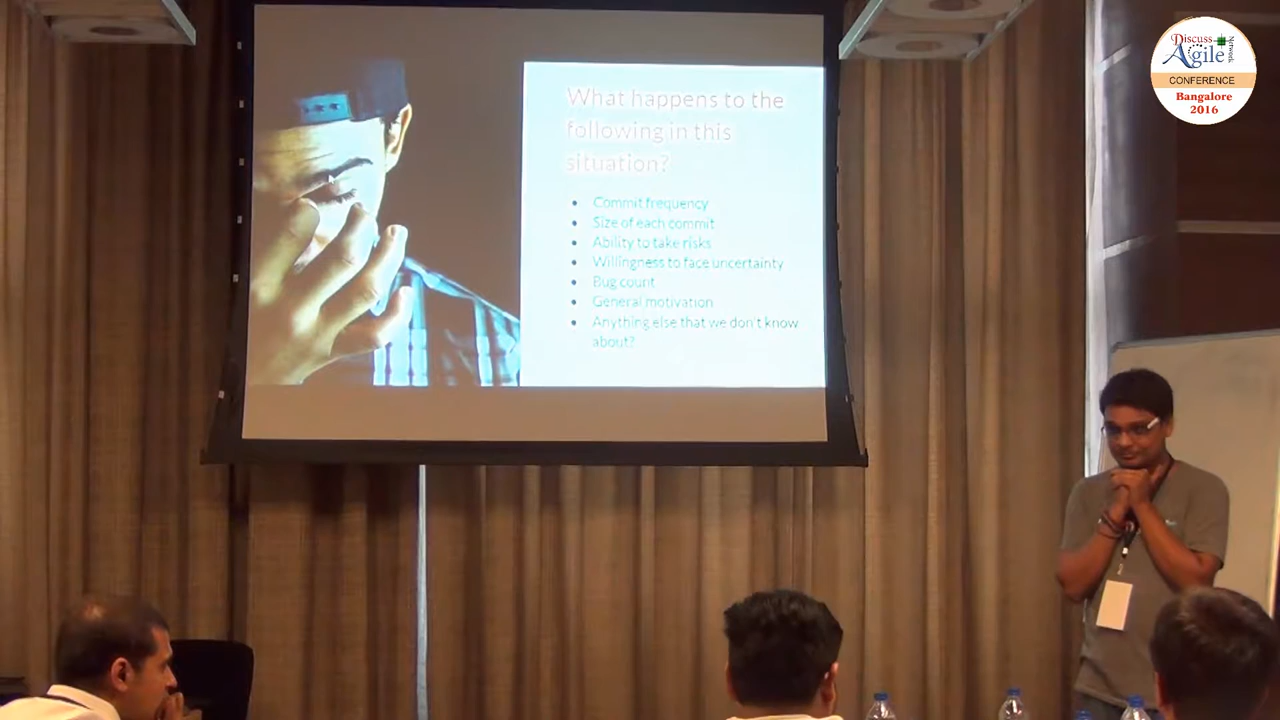 What happens to the
following in this
situation?
• Commit frequency
• Size of each commit
• Ability to take risks
• Willingness to face uncertainty
• Bug count
• General motivation
• Anything else that we don't know
about?
Discuss
Agile
Network
CONFERENCE
Bangalore
2016